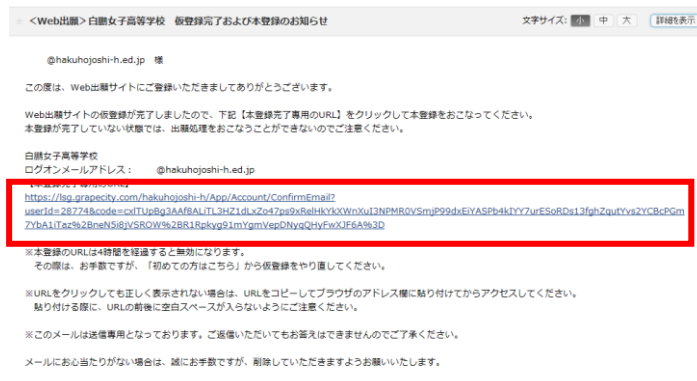 <Web出願>白鵬女子高等学校 仮登録完了および本登録のお知らせ
文字サイズ: 小 中 大 詳細を表示
@hakuhojoshi-h.ed.jp 様
この度は、Web出願サイトにご登録いただきましてありがとうございます。
Web出願サイトの仮登録が完了しましたので、下記【本登録完了専用のURL】をクリックして本登録をおこなってください。
本登録が完了していない状態では、出願処理をおこなうことができないのでご注意ください。
白鵬女子高等学校
ログオンメールアドレス： @hakuhojoshi-h.ed.jp
【本登録完了専用のURL】
https://lsg.grapecity.com/hakuhojoshi-h/App/Account/ConfirmEmail?
userId=28774&code=cxlTUpBg3AAf8ALiTL3HZ1dLxZo47ps9xRelHkYkXWnXuI3NPMR0VSmjP99dxEiYASPb4kIYY7urESoRDs13fghZqutYvs2YCBcPGm
7YbA1iTaz%2BneN5i8jVSROW%2BR1Rpkyg91mYgmVepDNyqQHyFwXJF6A%3D
※本登録のURLは4時間を経過すると無効になります。
その際は、お手数ですが、「初めての方はこちら」から仮登録をやり直してください。
※URLをクリックしても正しく表示されない場合は、URLをコピーしてブラウザのアドレス欄に貼り付けてからアクセスしてください。
貼り付ける際に、URLの前後に空白スペースが入らないようにご注意ください。
※このメールは送信専用となっております。ご返信いただいてもお答えはできませんのでご了承ください。
メールにお心当たりがない場合は、誠にお手数ですが、削除していただきますようお願いいたします。